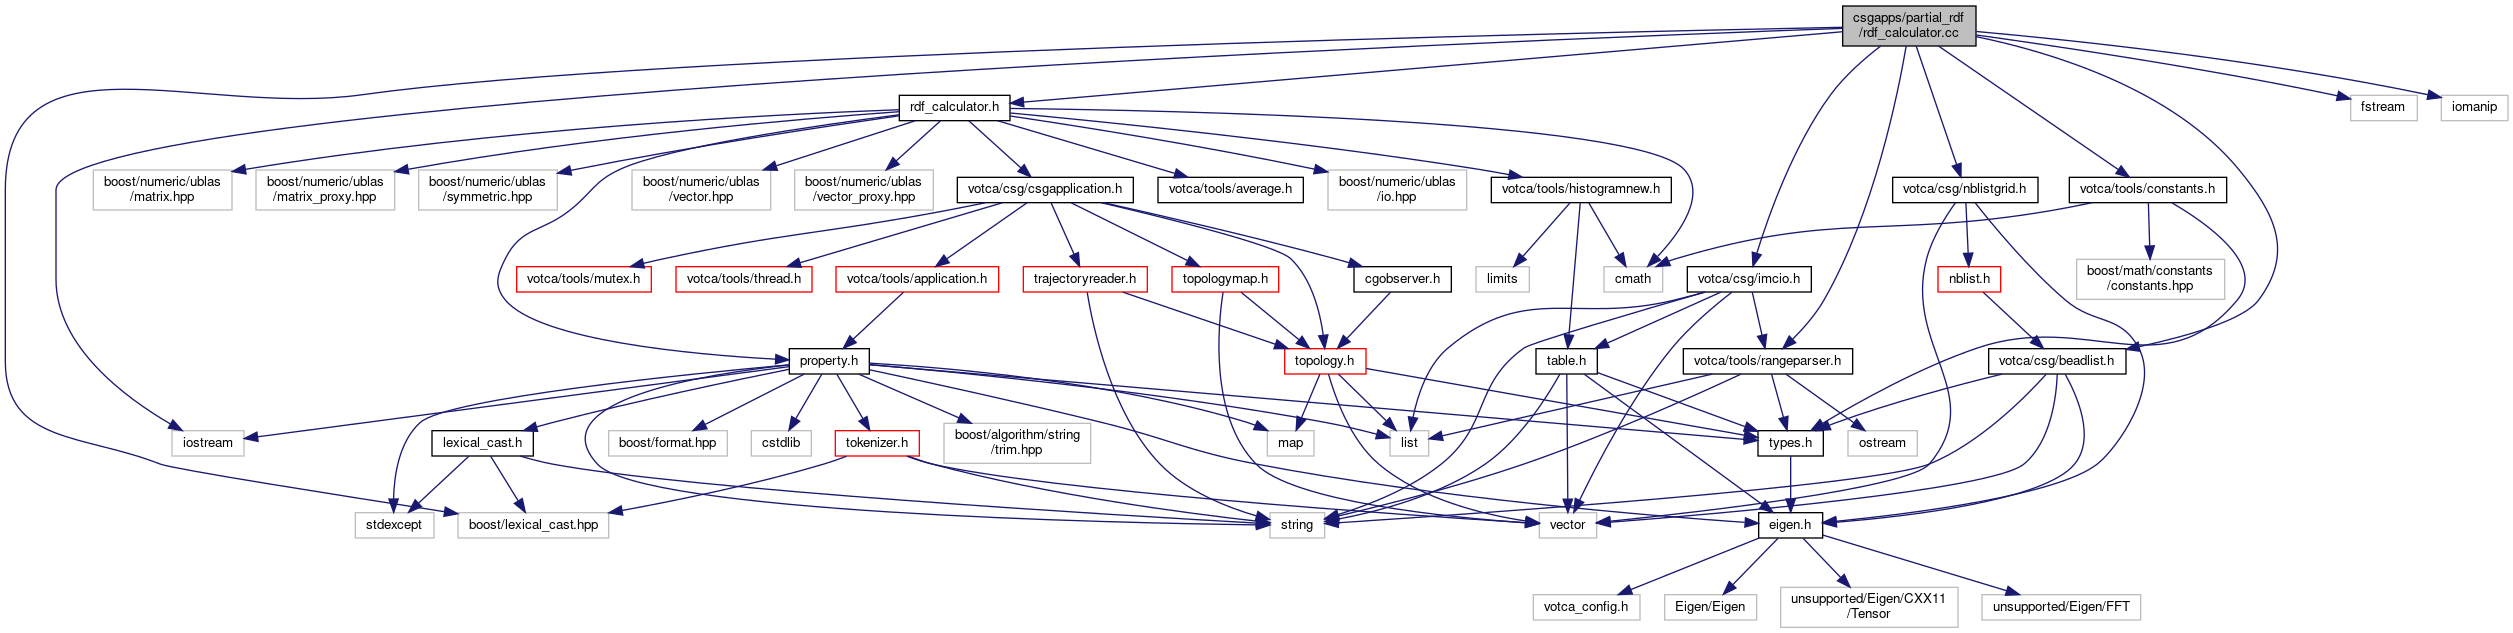 csgapps/partial_rdf
/rdf_calculator.cc
rdf_calculator.h
fstream
iomanip
boost/numeric/ublas
/matrix.hpp
boost/numeric/ublas
/matrix_proxy.hpp
boost/numeric/ublas
/symmetric.hpp
boost/numeric/ublas
/vector.hpp
boost/numeric/ublas
/vector_proxy.hpp
votca/csg/csgapplication.h
votca/tools/average.h
boost/numeric/ublas
/io.hpp
votca/tools/histogramnew.h
votca/csg/nblistgrid.h
votca/tools/constants.h
votca/tools/mutex.h
votca/tools/thread.h
votca/tools/application.h
trajectoryreader.h
topologymap.h
cgobserver.h
limits
cmath
votca/csg/imcio.h
nblist.h
boost/math/constants
/constants.hpp
property.h
topology.h
table.h
votca/tools/rangeparser.h
votca/csg/beadlist.h
iostream
lexical_cast.h
boost/format.hpp
cstdlib
tokenizer.h
boost/algorithm/string
/trim.hpp
map
list
types.h
ostream
stdexcept
boost/lexical_cast.hpp
string
vector
eigen.h
votca_config.h
Eigen/Eigen
unsupported/Eigen/CXX11
/Tensor
unsupported/Eigen/FFT